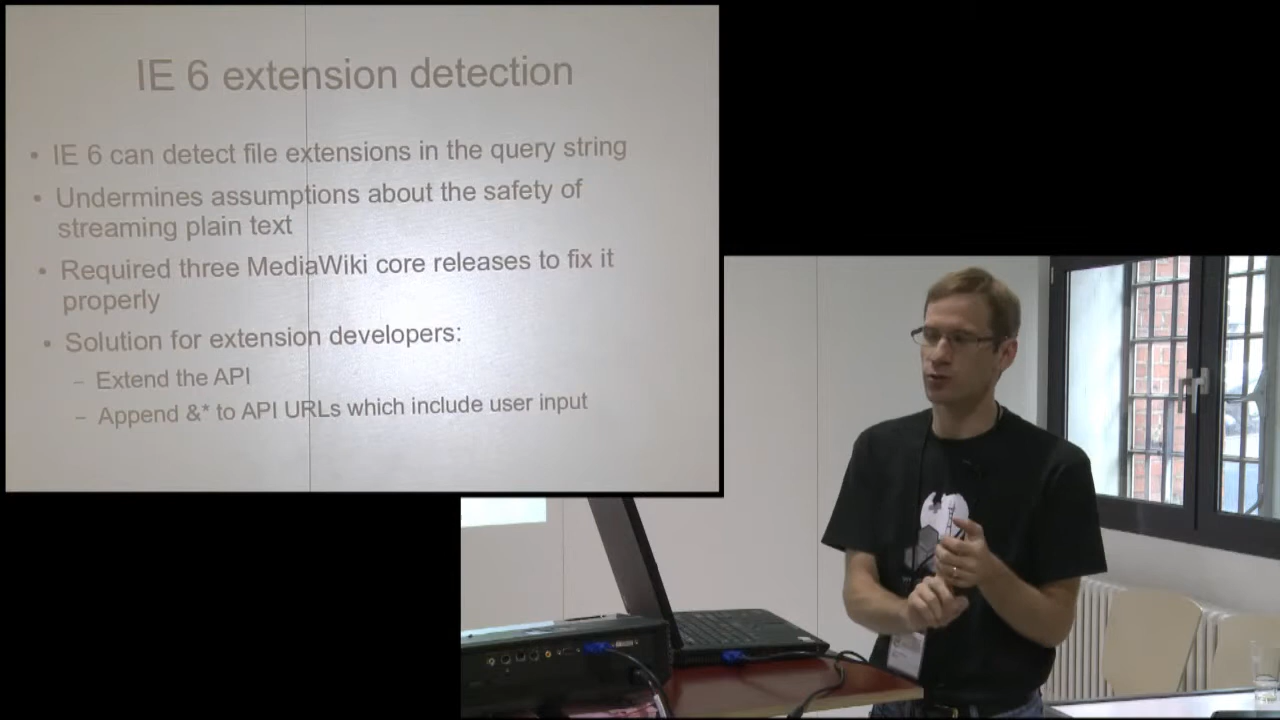 IE 6 extension detection
• IE 6 can detect file extensions in the query string
• Undermines assumptions about the safety of
streaming plain text
• Required three MediaWiki core releases to fix it
properly
• Solution for extension developers:
– Extend the API
– Append &* to API URLs which include user input